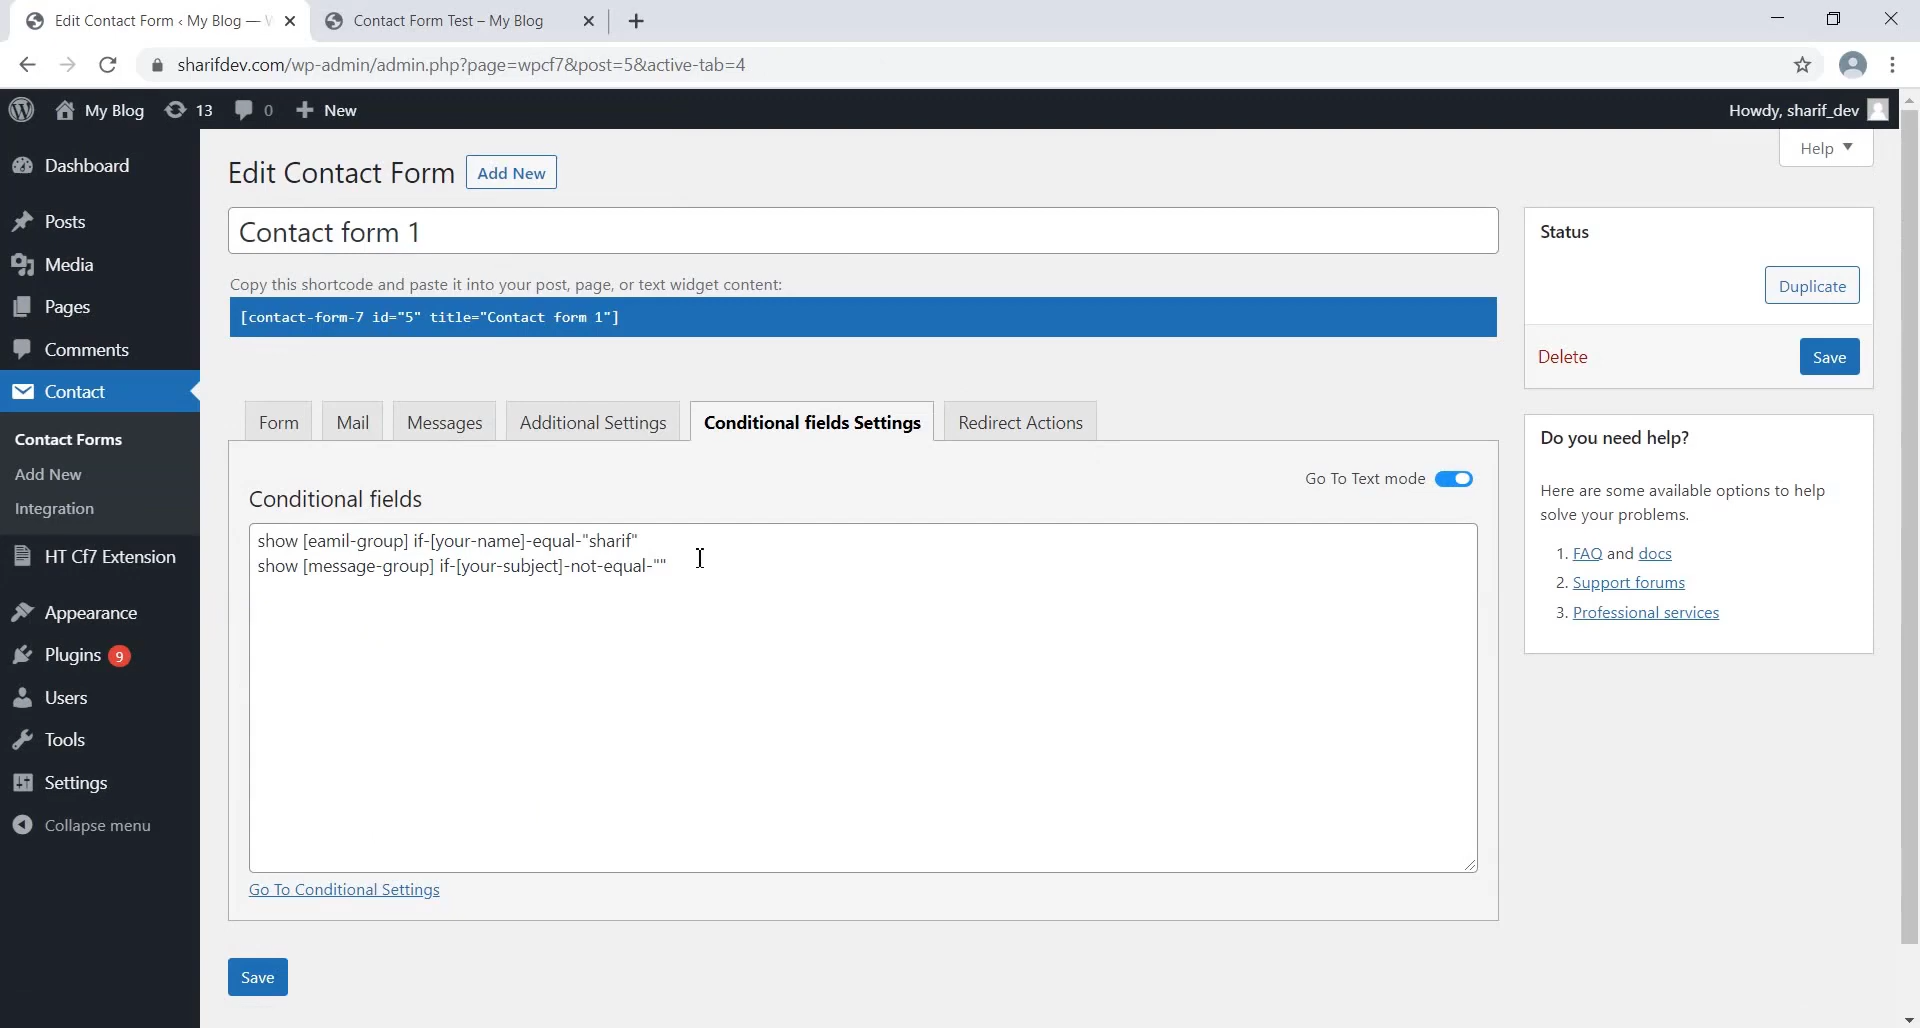 Edit Contact Form ‹ My Blog —
Contact Form Test – My Blog
sharifdev.com/wp-admin/admin.php?page=wpcf7&post=5&active-tab=4
My Blog
13
0
New
Howdy, sharif_dev
Help
Dashboard
Posts
Media
Pages
Comments
Contact
Contact Forms
Add New
Integration
HT Cf7 Extension
Appearance
Plugins 9
Users
Tools
Settings
Collapse menu
Edit Contact Form
Add New
Contact form 1
Copy this shortcode and paste it into your post, page, or text widget content:
[contact-form-7 id="5" title="Contact form 1"]
Form
Mail
Messages
Additional Settings
Conditional fields Settings
Redirect Actions
Go To Text mode
Conditional fields
show [eamil-group] if-[your-name]-equal-"sharif"
show [message-group] if-[your-subject]-not-equal-""
Go To Conditional Settings
Save
Status
Duplicate
Delete
Save
Do you need help?
Here are some available options to help
solve your problems.
1. FAQ and docs
2. Support forums
3. Professional services